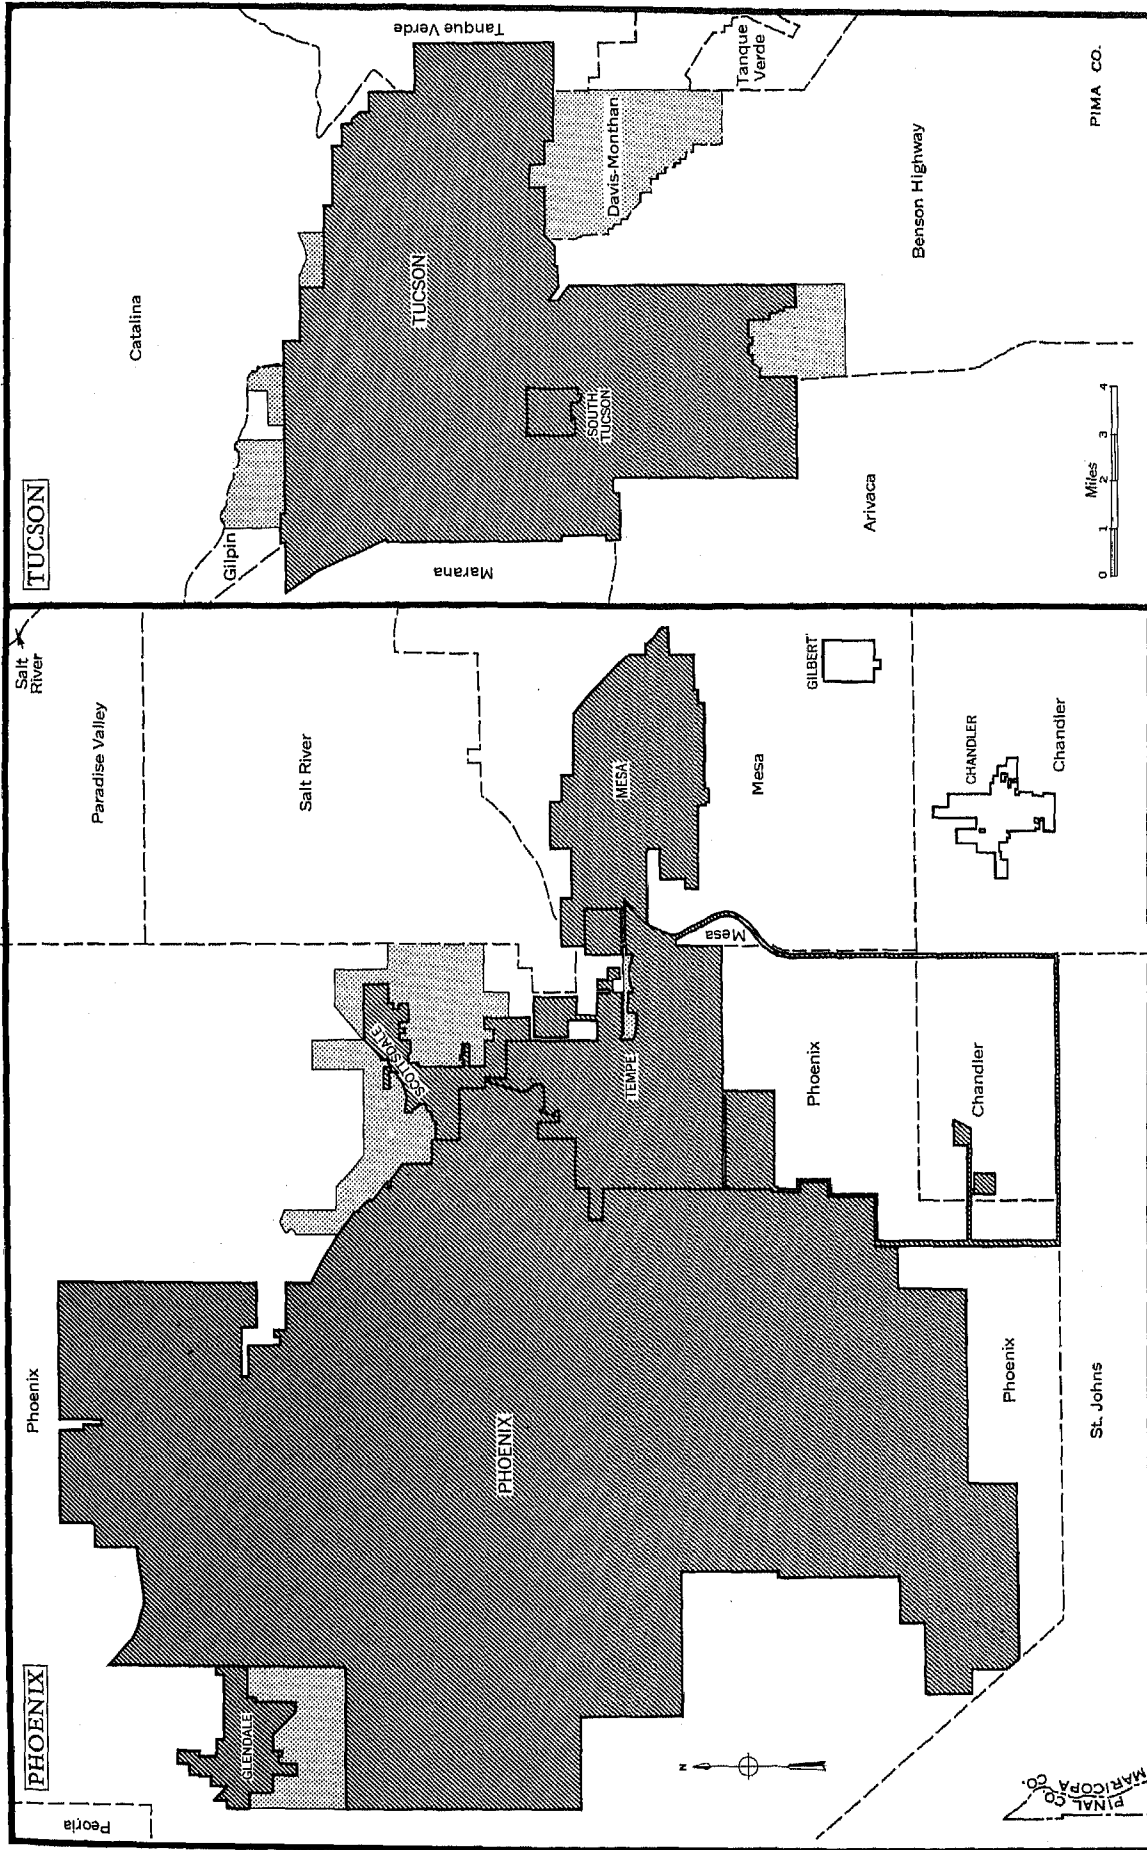 PHOENIX
Peoria
Phoenix
Paradise Valley
Salt
River
Salt River
GLENDALE
SCOTTSDALE
PHOENIX
TEMPE
MESA
Mesa
Mesa
GILBERT
Phoenix
Chandler
CHANDLER
Chandler
Phoenix
St. Johns
N
PINAL CO.
MARICOPA CO.
TUCSON
Catalina
Tanque Verde
Gilpin
Marana
TUCSON
SOUTH
TUCSON
Davis-Monthan
Tanque
Verde
Arivaca
Benson Highway
PIMA CO.
0 1 2 3 4
Miles